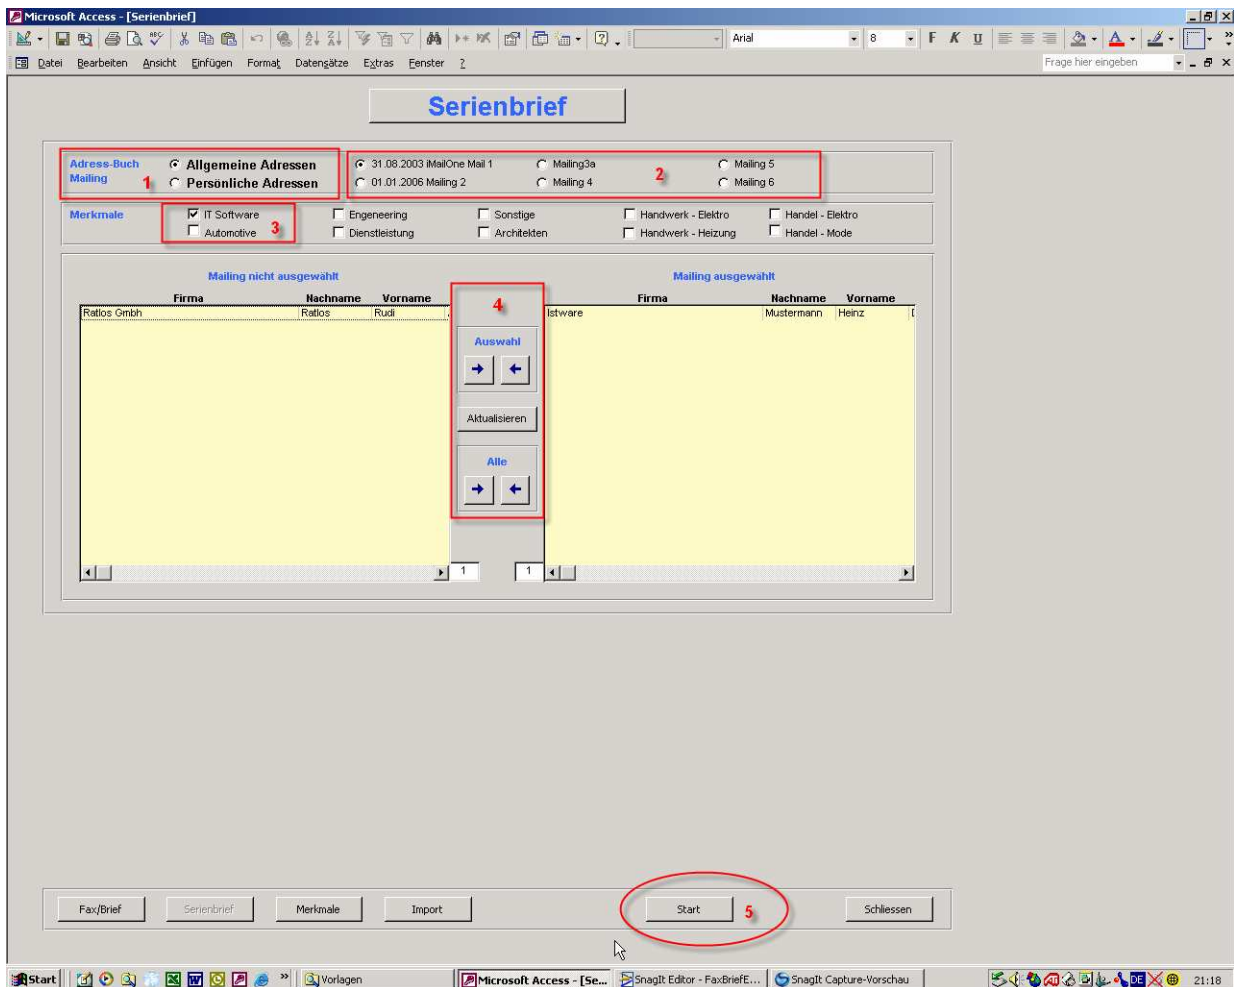 Microsoft Access - [Serienbrief]
Arial 8 F K U
Datei Bearbeiten Ansicht Einfügen Format Datensätze Extras Fenster ? Frage hier eingeben
Serienbrief
Adress-Buch Allgemeine Adressen 31.08.2003 iMailOne Mail 1 Mailing3a Mailing 5
Mailing 1 Persönliche Adressen 01.01.2006 Mailing 2 Mailing 4 2 Mailing 6
Merkmale IT Software Engeneering Sonstige Handwerk - Elektro Handel - Elektro
Automotive 3 Dienstleistung Architekten Handwerk - Heizung Handel - Mode
Mailing nicht ausgewählt Mailing ausgewählt
Firma Nachname Vorname 4 Firma Nachname Vorname
Ratlos Gmbh Ratlos Rudi Istware Mustermann Heinz
Auswahl
Aktualisieren
Alle
1 1
Fax/Brief Serienbrief Merkmale Import Start 5 Schliessen
Start Vorlagen Microsoft Access - [Se... SnagIt Editor - FaxBriefE... SnagIt Capture-Vorschau DE 21:18